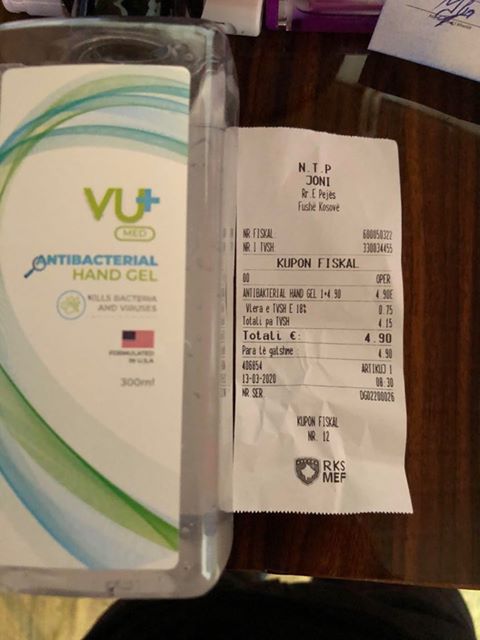 VU+
MED
ANTIBACTERIAL
HAND GEL
KILLS BACTERIA
AND VIRUSES
FORMULATED
IN U.S.A
300ml
N.T.P
JONI
Rr.E Pejës
Fushë Kosovë
NR.FISKAL 600050322
NR.I TVSH 330034455
KUPON FISKAL
00 OPER
ANTIBAKTERIAL HAND GEL 1*4.90 4.90E
Vlera e TVSH E 18% 0.75
Totali pa TVSH 4.15
Totali €: 4.90
Para të gatshme : 4.90
406854 ARTIKUJ 1
13-03-2020 08:30
NR.SER DGD2200026
KUPON FISKAL
NR. 12
RKS
MEF